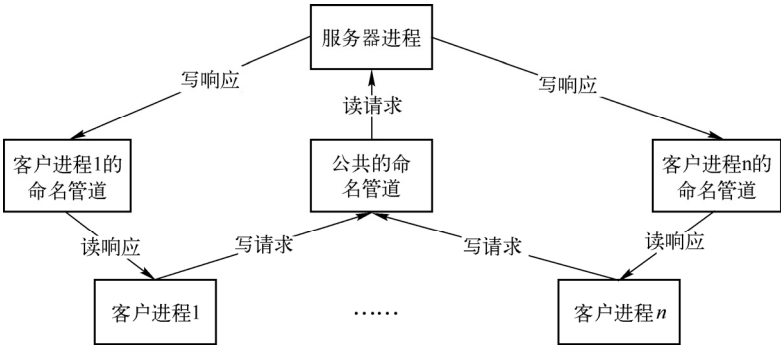 服务器进程
写响应
读请求
写响应
客户进程1的
命名管道
公共的命
名管道
客户进程n的
命名管道
读响应
写请求
写请求
读响应
客户进程1
……
客户进程n